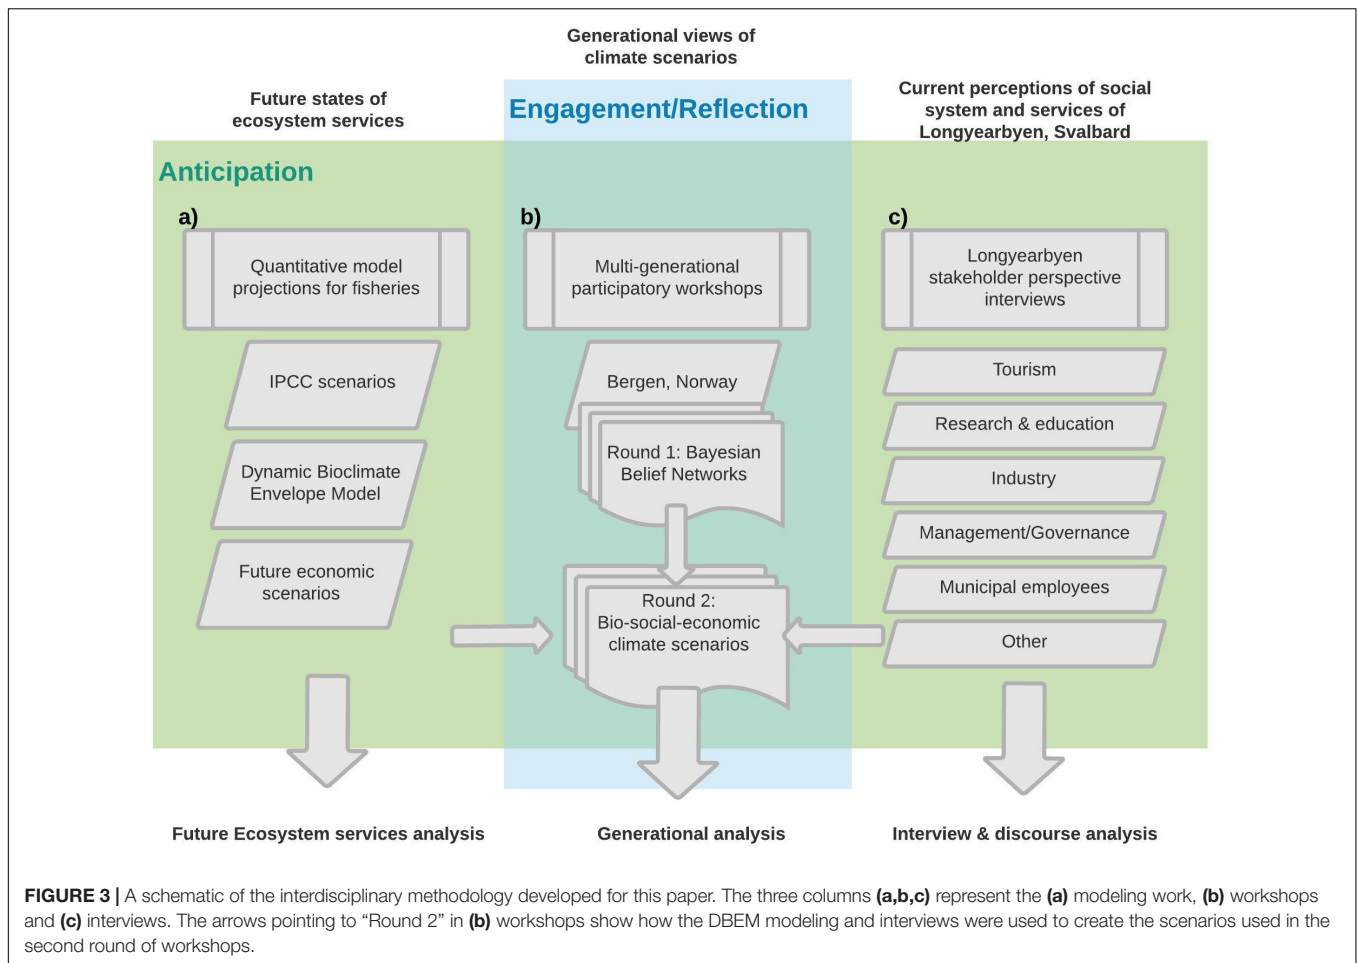 Generational views of
climate scenarios
Future states of
ecosystem services
Engagement/Reflection
Current perceptions of social
system and services of
Longyearbyen, Svalbard
Anticipation
a)
Quantitative model
projections for fisheries
IPCC scenarios
Dynamic Bioclimate
Envelope Model
Future economic
scenarios
Future Ecosystem services analysis
b)
Multi-generational
participatory workshops
Bergen, Norway
Round 1: Bayesian
Belief Networks
Round 2:
Bio-social-economic
climate scenarios
Generational analysis
c)
Longyearbyen
stakeholder perspective
interviews
Tourism
Research & education
Industry
Management/Governance
Municipal employees
Other
Interview & discourse analysis
FIGURE 3 | A schematic of the interdisciplinary methodology developed for this paper. The three columns (a,b,c) represent the (a) modeling work, (b) workshops
and (c) interviews. The arrows pointing to “Round 2” in (b) workshops show how the DBEM modeling and interviews were used to create the scenarios used in the
second round of workshops.